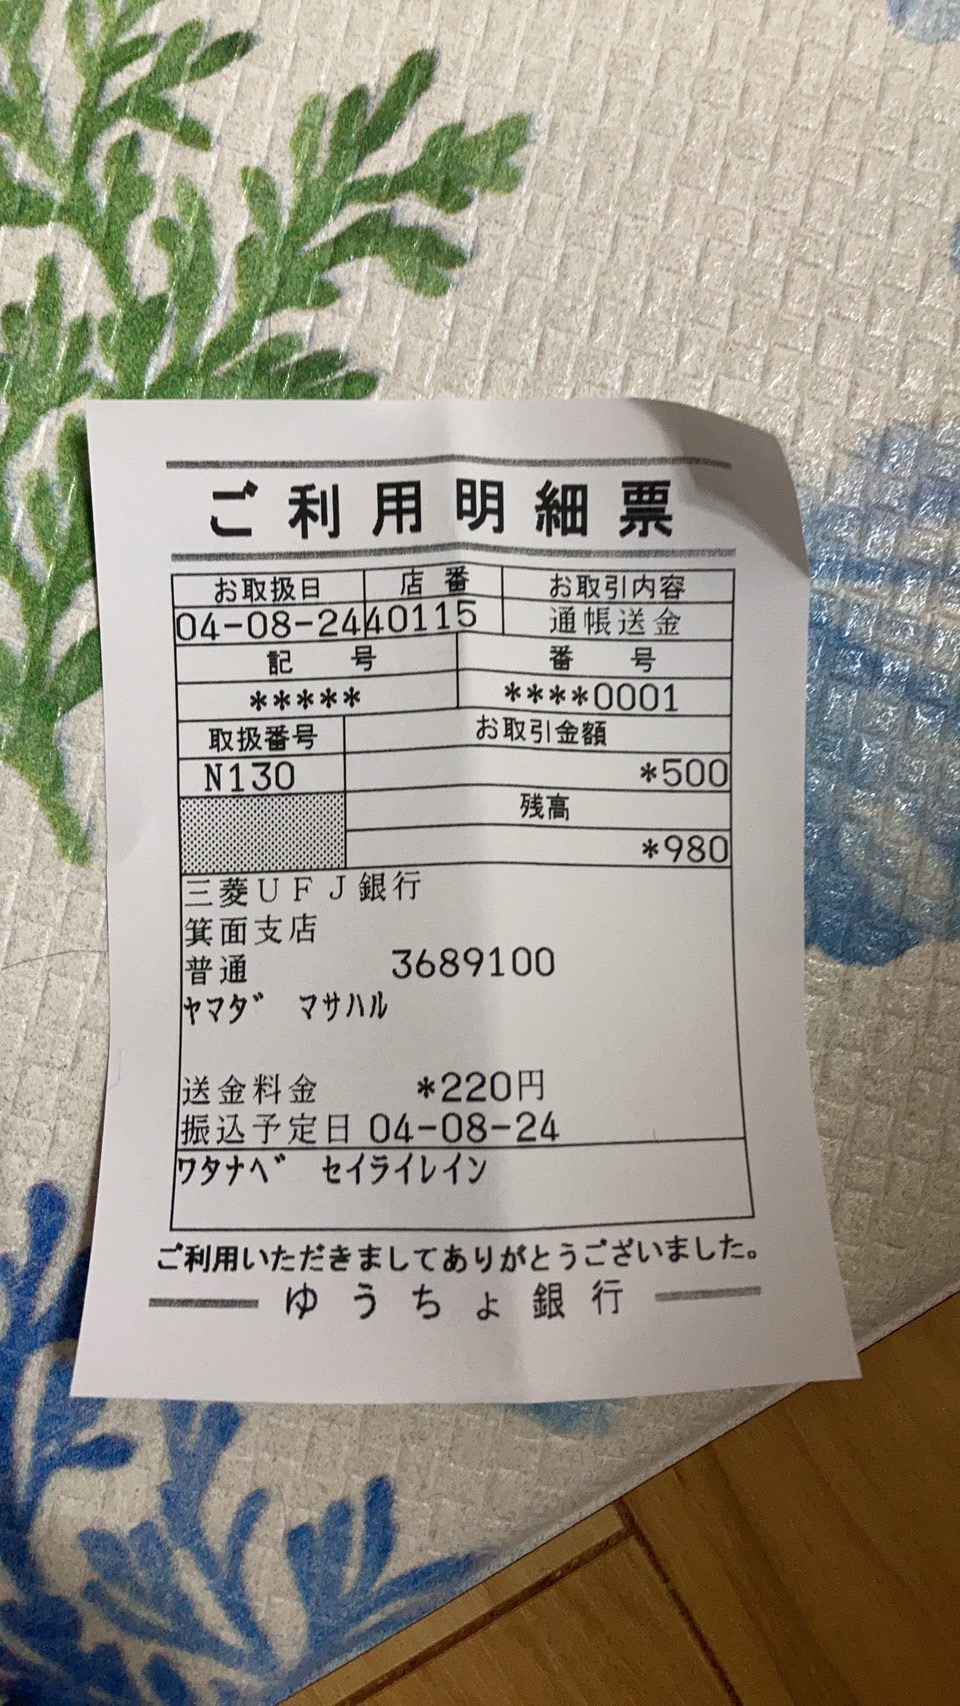 ご利用明細票
お取扱日 店番 お取引内容
04-08-24 40115 通帳送金
記号 番号
***** ****0001
取扱番号 お取引金額
N130 *500
残高
*980
三菱UFJ銀行
箕面支店
普通 3689100
ヤマダ マサハル
送金料金 *220円
振込予定日 04-08-24
ワタナベ セイライレイン
ご利用いただきましてありがとうございました。
ゆうちょ銀行